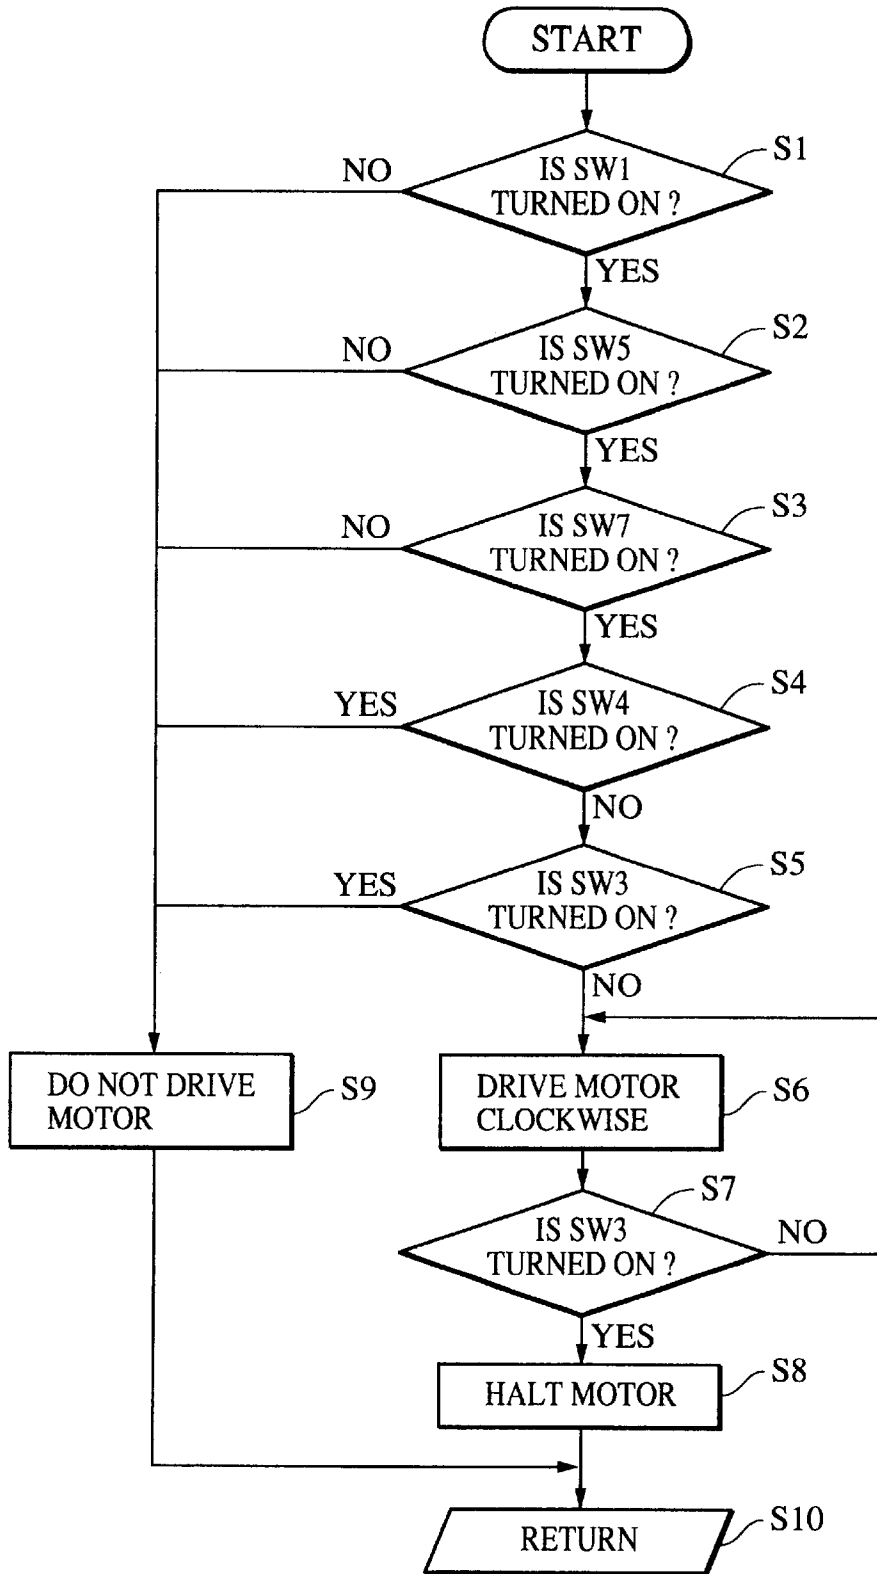 START
S1
IS SW1
TURNED ON ?
NO
YES
S2
IS SW5
TURNED ON ?
NO
YES
S3
IS SW7
TURNED ON ?
NO
YES
S4
IS SW4
TURNED ON ?
YES
NO
S5
IS SW3
TURNED ON ?
YES
NO
DO NOT DRIVE
MOTOR
S9
DRIVE MOTOR
CLOCKWISE
S6
S7
IS SW3
TURNED ON ?
NO
YES
HALT MOTOR
S8
RETURN
S10